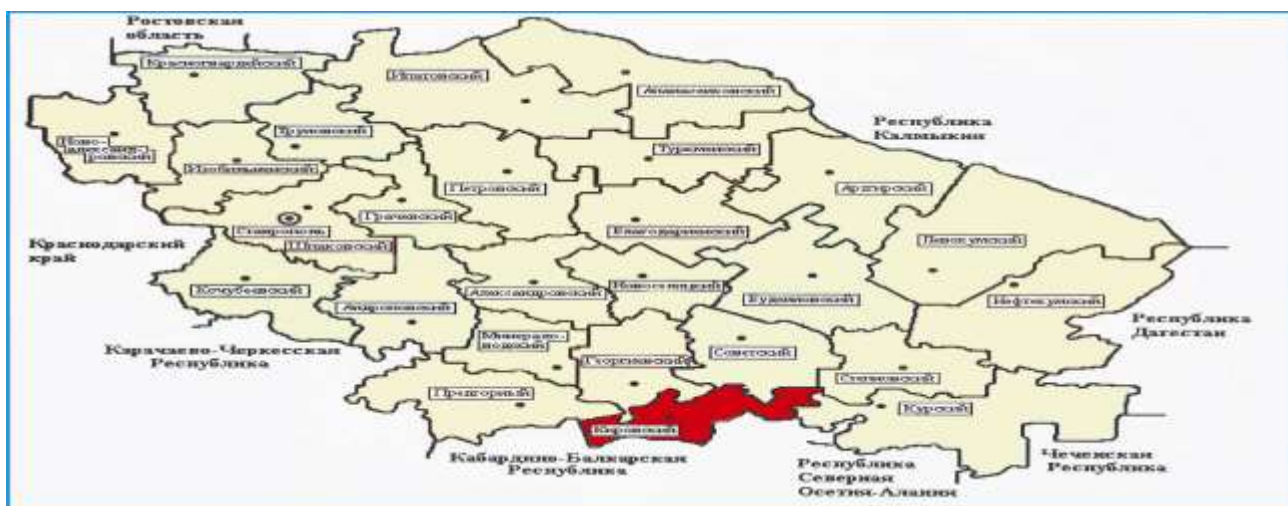 Ростовская
область
Красногвардейский
Ипатовский
Апанасенковский
Республика
Калмыкия
Ново-
александ-
ровский
Труновский
Изобильненский
Туркменский
Петровский
Арзгирский
Грачевский
Ставрополь
Шпаковский
Благодарненский
Левокумский
Краснодарский
край
Кочубеевский
Александровский
Новоселицкий
Буденовский
Нефтекумский
Андроповский
Республика
Дагестан
Минерало-
водский
Советский
Карачаево-Черкесская
Республика
Георгиевский
Степновский
Предгорный
Курский
Кировский
Кабардино-Балкарская
Республика
Республика
Северная
Осетия-Алания
Чеченская
Республика